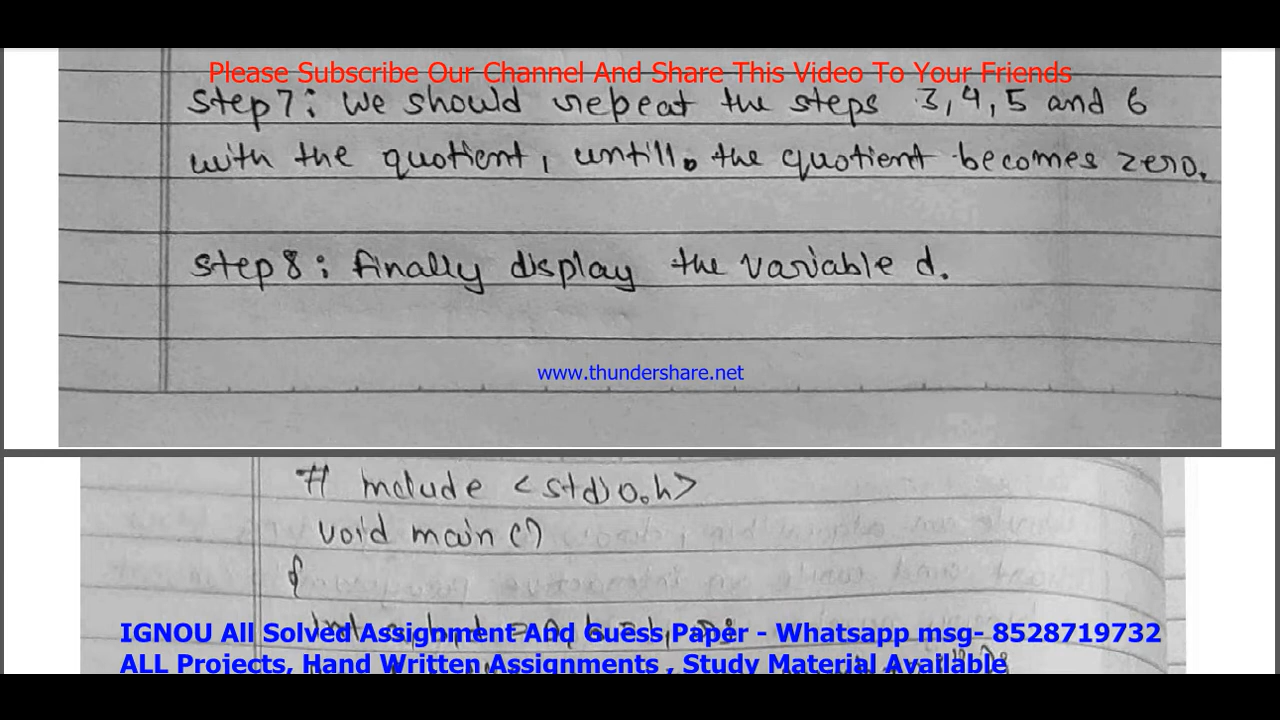 Please Subscribe Our Channel And Share This Video To Your Friends
Step7: We should repeat the steps 3, 4, 5 and 6
with the quotient, untill. the quotient becomes zero.
Step8: Finally display the variable d.
www.thundershare.net
# include <stdio.h>
void main ()
{
IGNOU All Solved Assignment And Guess Paper - Whatsapp msg- 8528719732
ALL Projects, Hand Written Assignments , Study Material Available